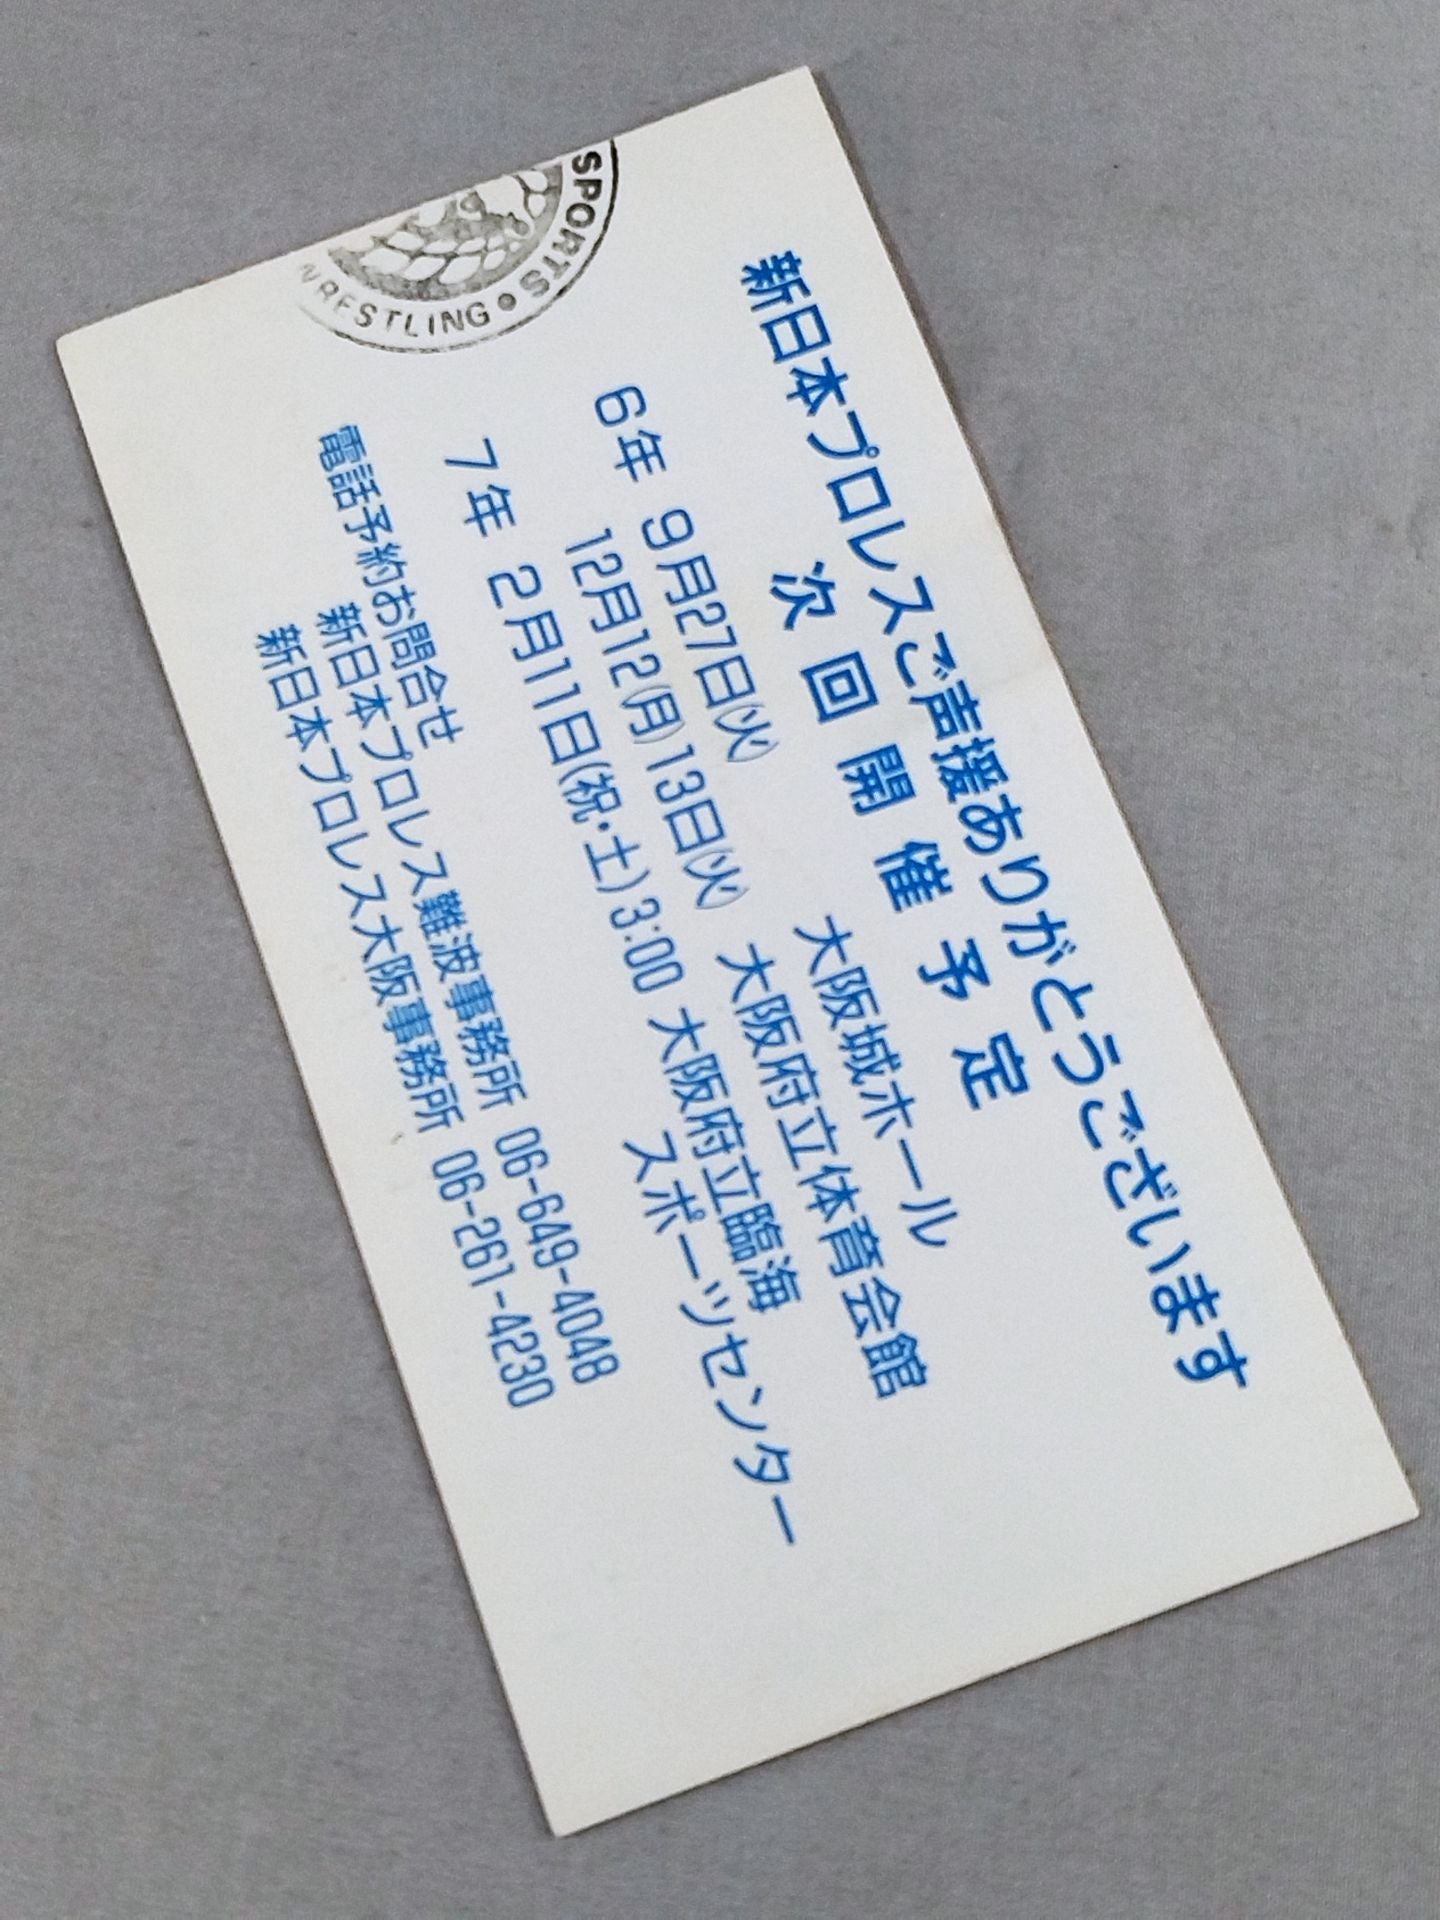 新日本プロレスご声援ありがとうございます
次回開催予定
6年 9月27日(火) 大阪城ホール
12月12(月)13日(火) 大阪府立体育会館
7年 2月11日(祝・土)3:00 大阪府立臨海
スポーツセンター
電話予約お問合せ
新日本プロレス難波事務所 06-649-4048
新日本プロレス大阪事務所 06-261-4230
WRESTLING • SPORTS